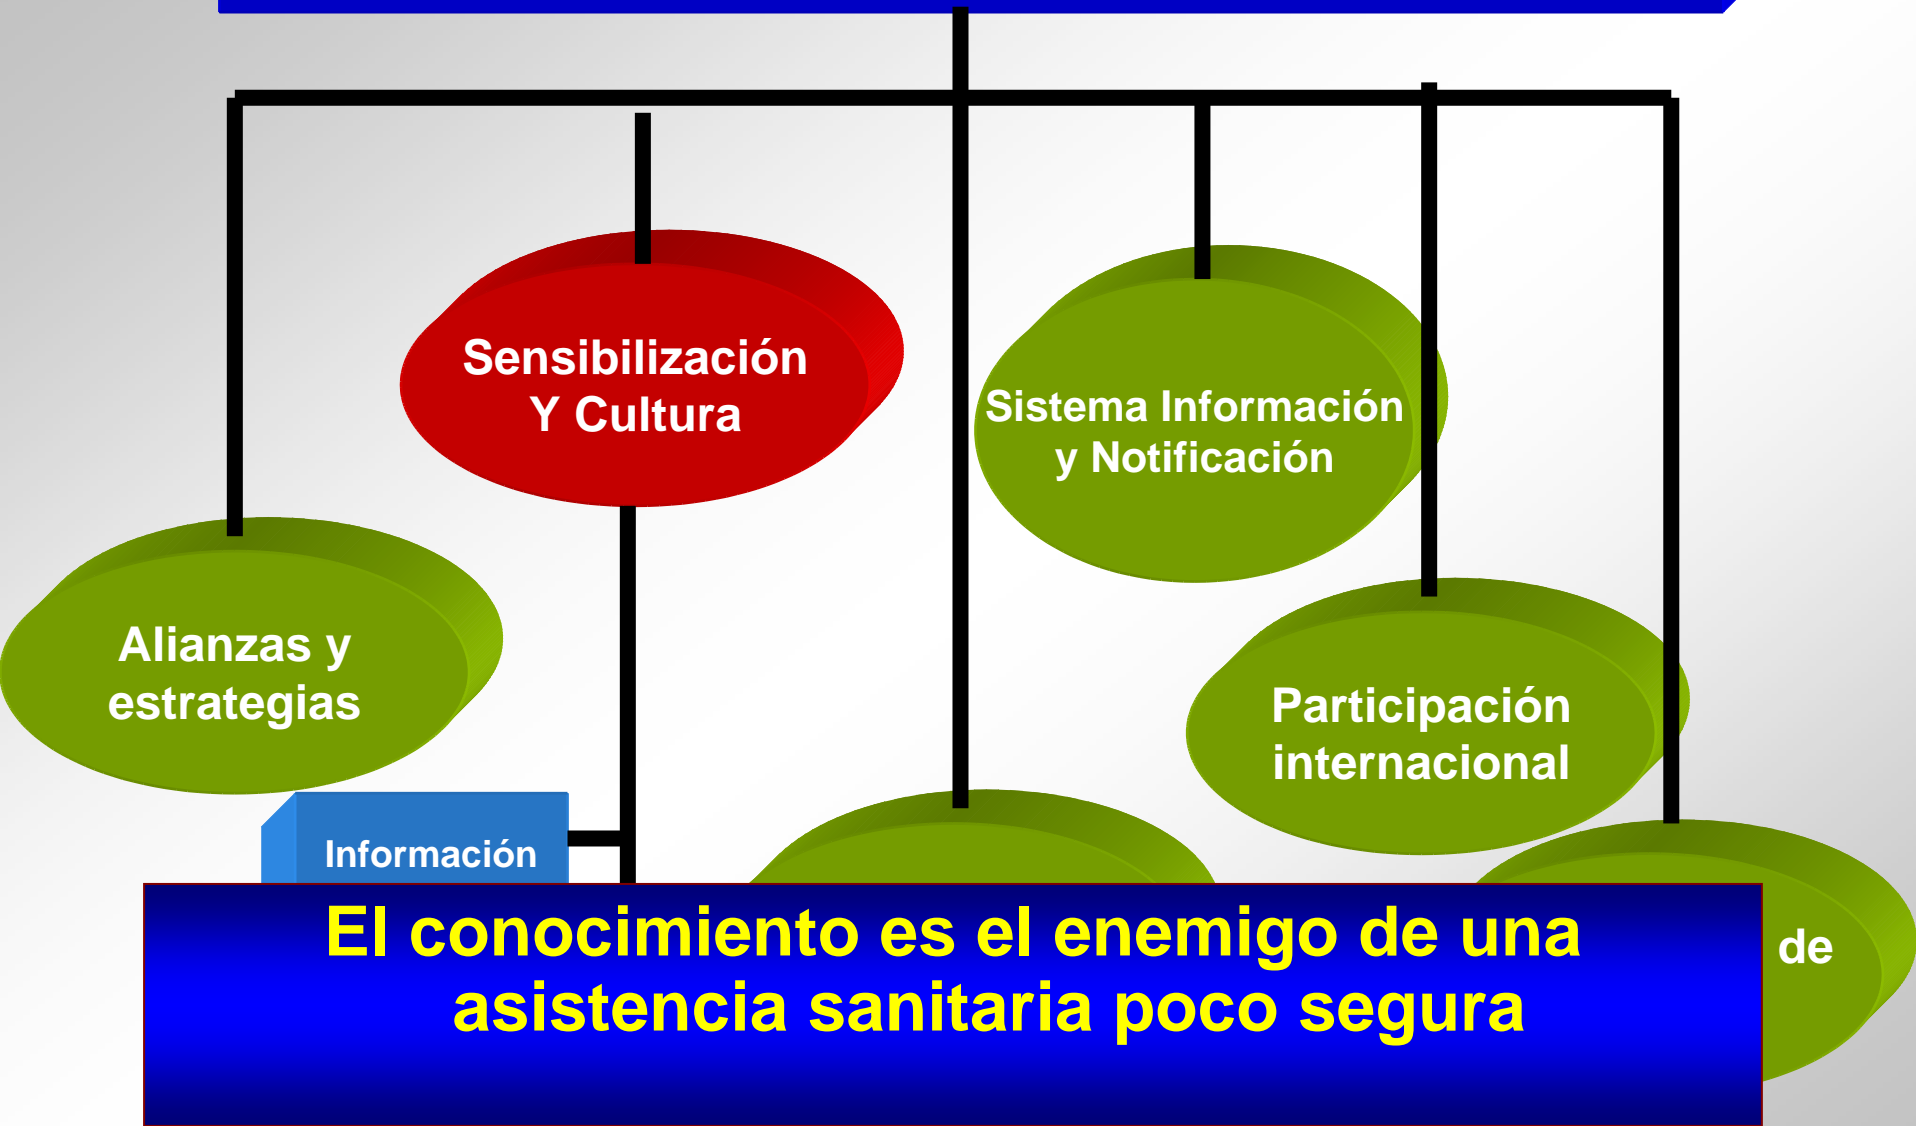 Sensibilización
Y Cultura
Sistema Información
y Notificación
Alianzas y
estrategias
Participación
internacional
Información
de
El conocimiento es el enemigo de una
asistencia sanitaria poco segura